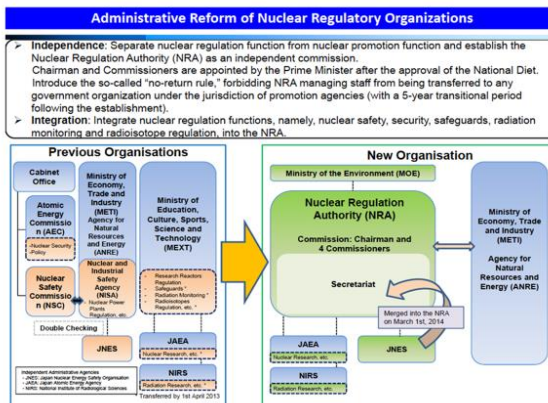 Administrative Reform of Nuclear Regulatory Organizations
➢ Independence: Separate nuclear regulation function from nuclear promotion function and establish the
Nuclear Regulation Authority (NRA) as an independent commission.
Chairman and Commissioners are appointed by the Prime Minister after the approval of the National Diet.
Introduce the so-called "no-return rule," forbidding NRA managing staff from being transferred to any
government organization under the jurisdiction of promotion agencies (with a 5-year transitional period
following the establishment).
➢ Integration: Integrate nuclear regulation functions, namely, nuclear safety, security, safeguards, radiation
monitoring and radioisotope regulation, into the NRA.
Previous Organisations
Cabinet
Office
Atomic
Energy
Commissio
n (AEC)
-Nuclear Security
-Policy
Nuclear
Safety
Commissio
n (NSC)
Double Checking
Ministry of
Economy,
Trade and
Industry
(METI)
Agency for
Natural
Resources
and Energy
(ANRE)
Nuclear and
Industrial
Safety
Agency
(NISA)
- Nuclear Power
Plants
Regulation, etc.
JNES
Ministry of
Education,
Culture, Sports,
Science and
Technology
(MEXT)
- Research Reactors
Regulation
- Safeguards *
- Radiation Monitoring *
- Radioisotopes
Regulation, etc. *
JAEA
Nuclear Research, etc. *
NIRS
Radiation Research, etc. *
Independent Administrative Agencies
- JNES: Japan Nuclear Energy Safety Organisation
- JAEA: Japan Atomic Energy Agency
- NIRS: National Institute of Radiological Sciences
* Transferred by 1st April 2013
New Organisation
Ministry of the Environment (MOE)
Nuclear Regulation
Authority (NRA)
Commission: Chairman and
4 Commissioners
Secretariat
Merged into the NRA
on March 1st, 2014
JAEA
Nuclear Research, etc.
NIRS
Radiation Research, etc.
JNES
Ministry of
Economy, Trade
and Industry
(METI)
Agency for
Natural
Resources and
Energy (ANRE)